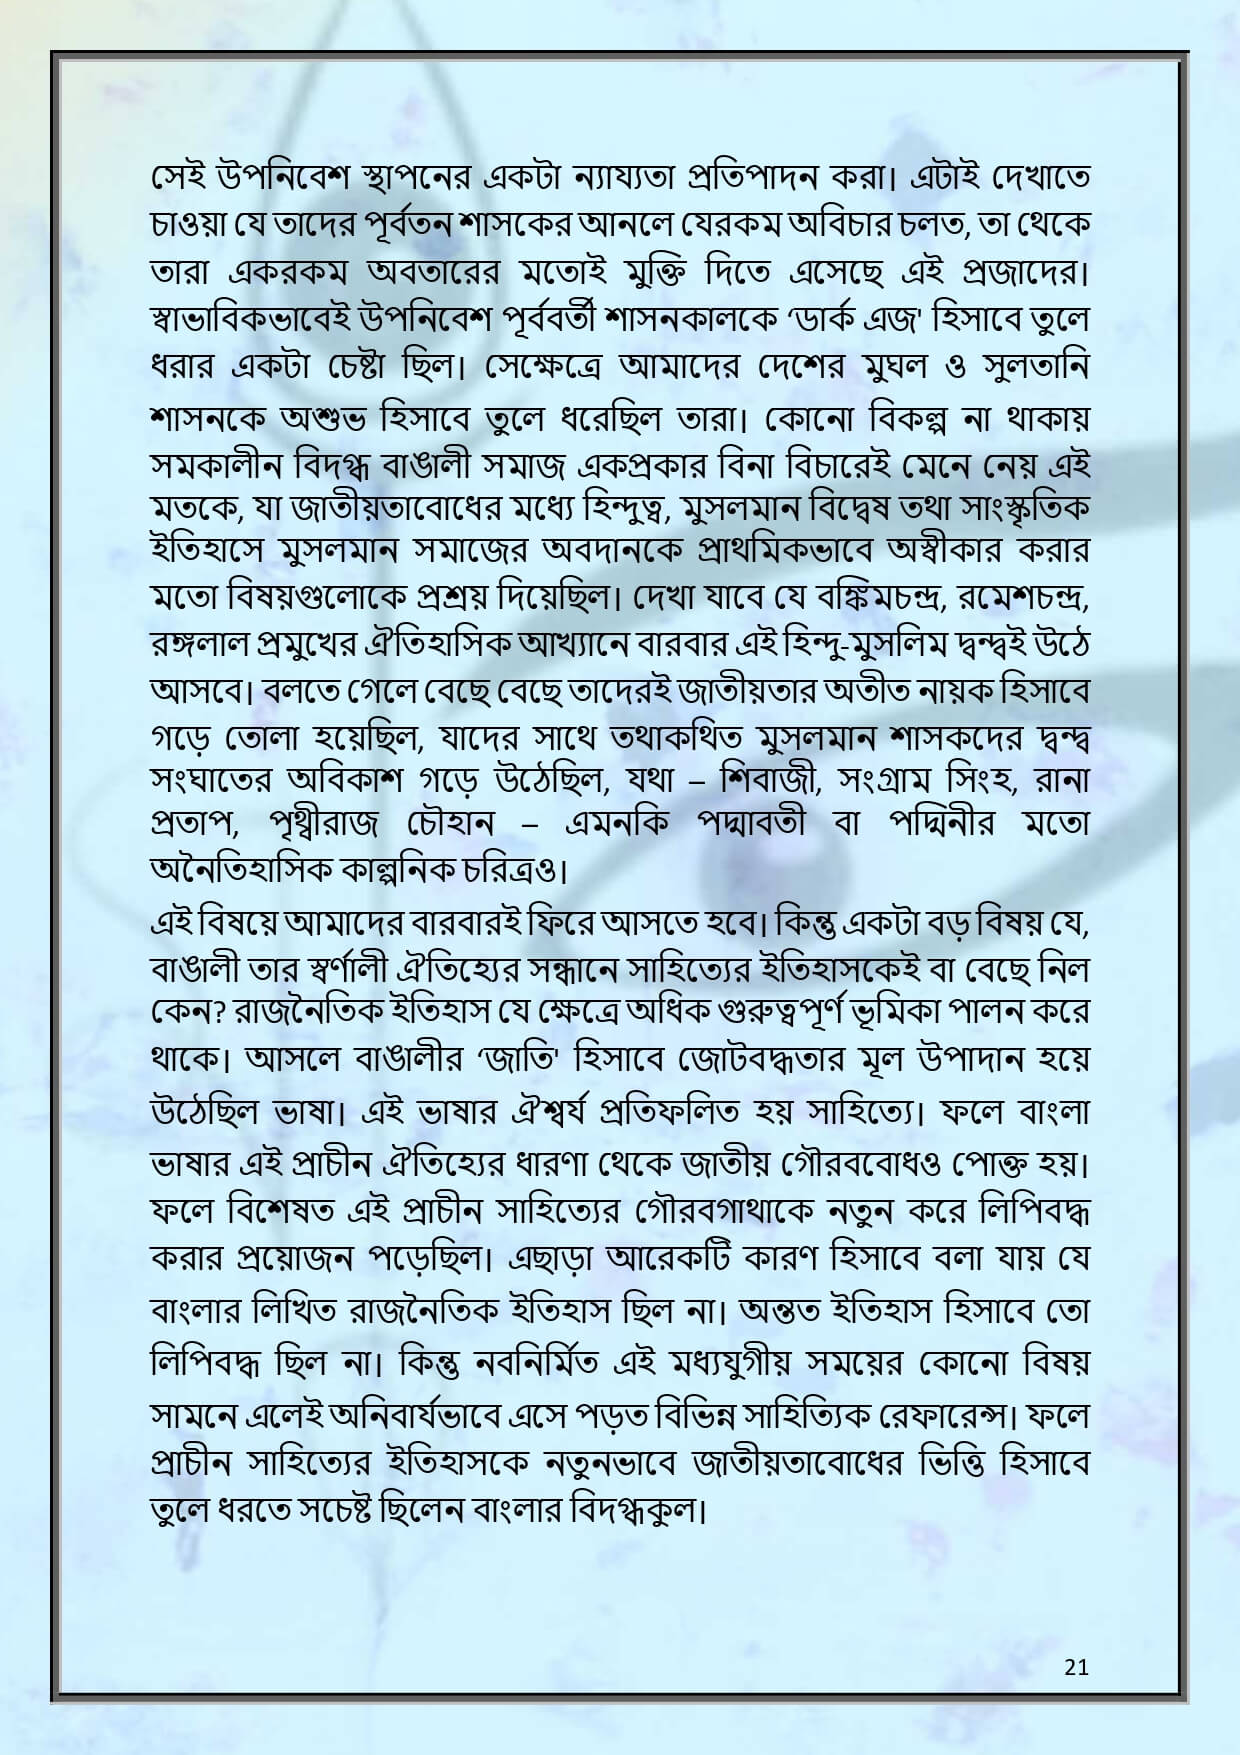 সেই উপনিবেশ স্থাপনের একটা ন্যায্যতা প্রতিপাদন করা। এটাই দেখাতে
চাওয়া যে তাদের পূর্বতন শাসকের আনলে যেরকম অবিচার চলত, তা থেকে
তারা একরকম অবতারের মতোই মুক্তি দিতে এসেছে এই প্রজাদের।
স্বাভাবিকভাবেই উপনিবেশ পূর্ববর্তী শাসনকালকে ‘ডার্ক এজ' হিসাবে তুলে
ধরার একটা চেষ্টা ছিল। সেক্ষেত্রে আমাদের দেশের মুঘল ও সুলতানি
শাসনকে অশুভ হিসাবে তুলে ধরেছিল তারা। কোনো বিকল্প না থাকায়
সমকালীন বিদগ্ধ বাঙালী সমাজ একপ্রকার বিনা বিচারেই মেনে নেয় এই
মতকে, যা জাতীয়তাবোধের মধ্যে হিন্দুত্ব, মুসলমান বিদ্বেষ তথা সাংস্কৃতিক
ইতিহাসে মুসলমান সমাজের অবদানকে প্রাথমিকভাবে অস্বীকার করার
মতো বিষয়গুলোকে প্রশ্রয় দিয়েছিল। দেখা যাবে যে বঙ্কিমচন্দ্র, রমেশচন্দ্র,
রঙ্গলাল প্রমুখের ঐতিহাসিক আখ্যানে বারবার এই হিন্দু-মুসলিম দ্বন্দ্বই উঠে
আসবে। বলতে গেলে বেছে বেছে তাদেরই জাতীয়তার অতীত নায়ক হিসাবে
গড়ে তোলা হয়েছিল, যাদের সাথে তথাকথিত মুসলমান শাসকদের দ্বন্দ্ব
সংঘাতের অবিকাশ গড়ে উঠেছিল, যথা – শিবাজী, সংগ্রাম সিংহ, রানা
প্রতাপ, পৃথ্বীরাজ চৌহান – এমনকি পদ্মাবতী বা পদ্মিনীর মতো
অনৈতিহাসিক কাল্পনিক চরিত্রও।
এই বিষয়ে আমাদের বারবারই ফিরে আসতে হবে। কিন্তু একটা বড় বিষয় যে,
বাঙালী তার স্বর্ণালী ঐতিহ্যের সন্ধানে সাহিত্যের ইতিহাসকেই বা বেছে নিল
কেন? রাজনৈতিক ইতিহাস যে ক্ষেত্রে অধিক গুরুত্বপূর্ণ ভূমিকা পালন করে
থাকে। আসলে বাঙালীর ‘জাতি' হিসাবে জোটবদ্ধতার মূল উপাদান হয়ে
উঠেছিল ভাষা। এই ভাষার ঐশ্বর্য প্রতিফলিত হয় সাহিত্যে। ফলে বাংলা
ভাষার এই প্রাচীন ঐতিহ্যের ধারণা থেকে জাতীয় গৌরববোধও পোক্ত হয়।
ফলে বিশেষত এই প্রাচীন সাহিত্যের গৌরবগাথাকে নতুন করে লিপিবদ্ধ
করার প্রয়োজন পড়েছিল। এছাড়া আরেকটি কারণ হিসাবে বলা যায় যে
বাংলার লিখিত রাজনৈতিক ইতিহাস ছিল না। অন্তত ইতিহাস হিসাবে তো
লিপিবদ্ধ ছিল না। কিন্তু নবনির্মিত এই মধ্যযুগীয় সময়ের কোনো বিষয়
সামনে এলেই অনিবার্যভাবে এসে পড়ত বিভিন্ন সাহিত্যিক রেফারেন্স। ফলে
প্রাচীন সাহিত্যের ইতিহাসকে নতুনভাবে জাতীয়তাবোধের ভিত্তি হিসাবে
তুলে ধরতে সচেষ্ট ছিলেন বাংলার বিদগ্ধকুল।
21